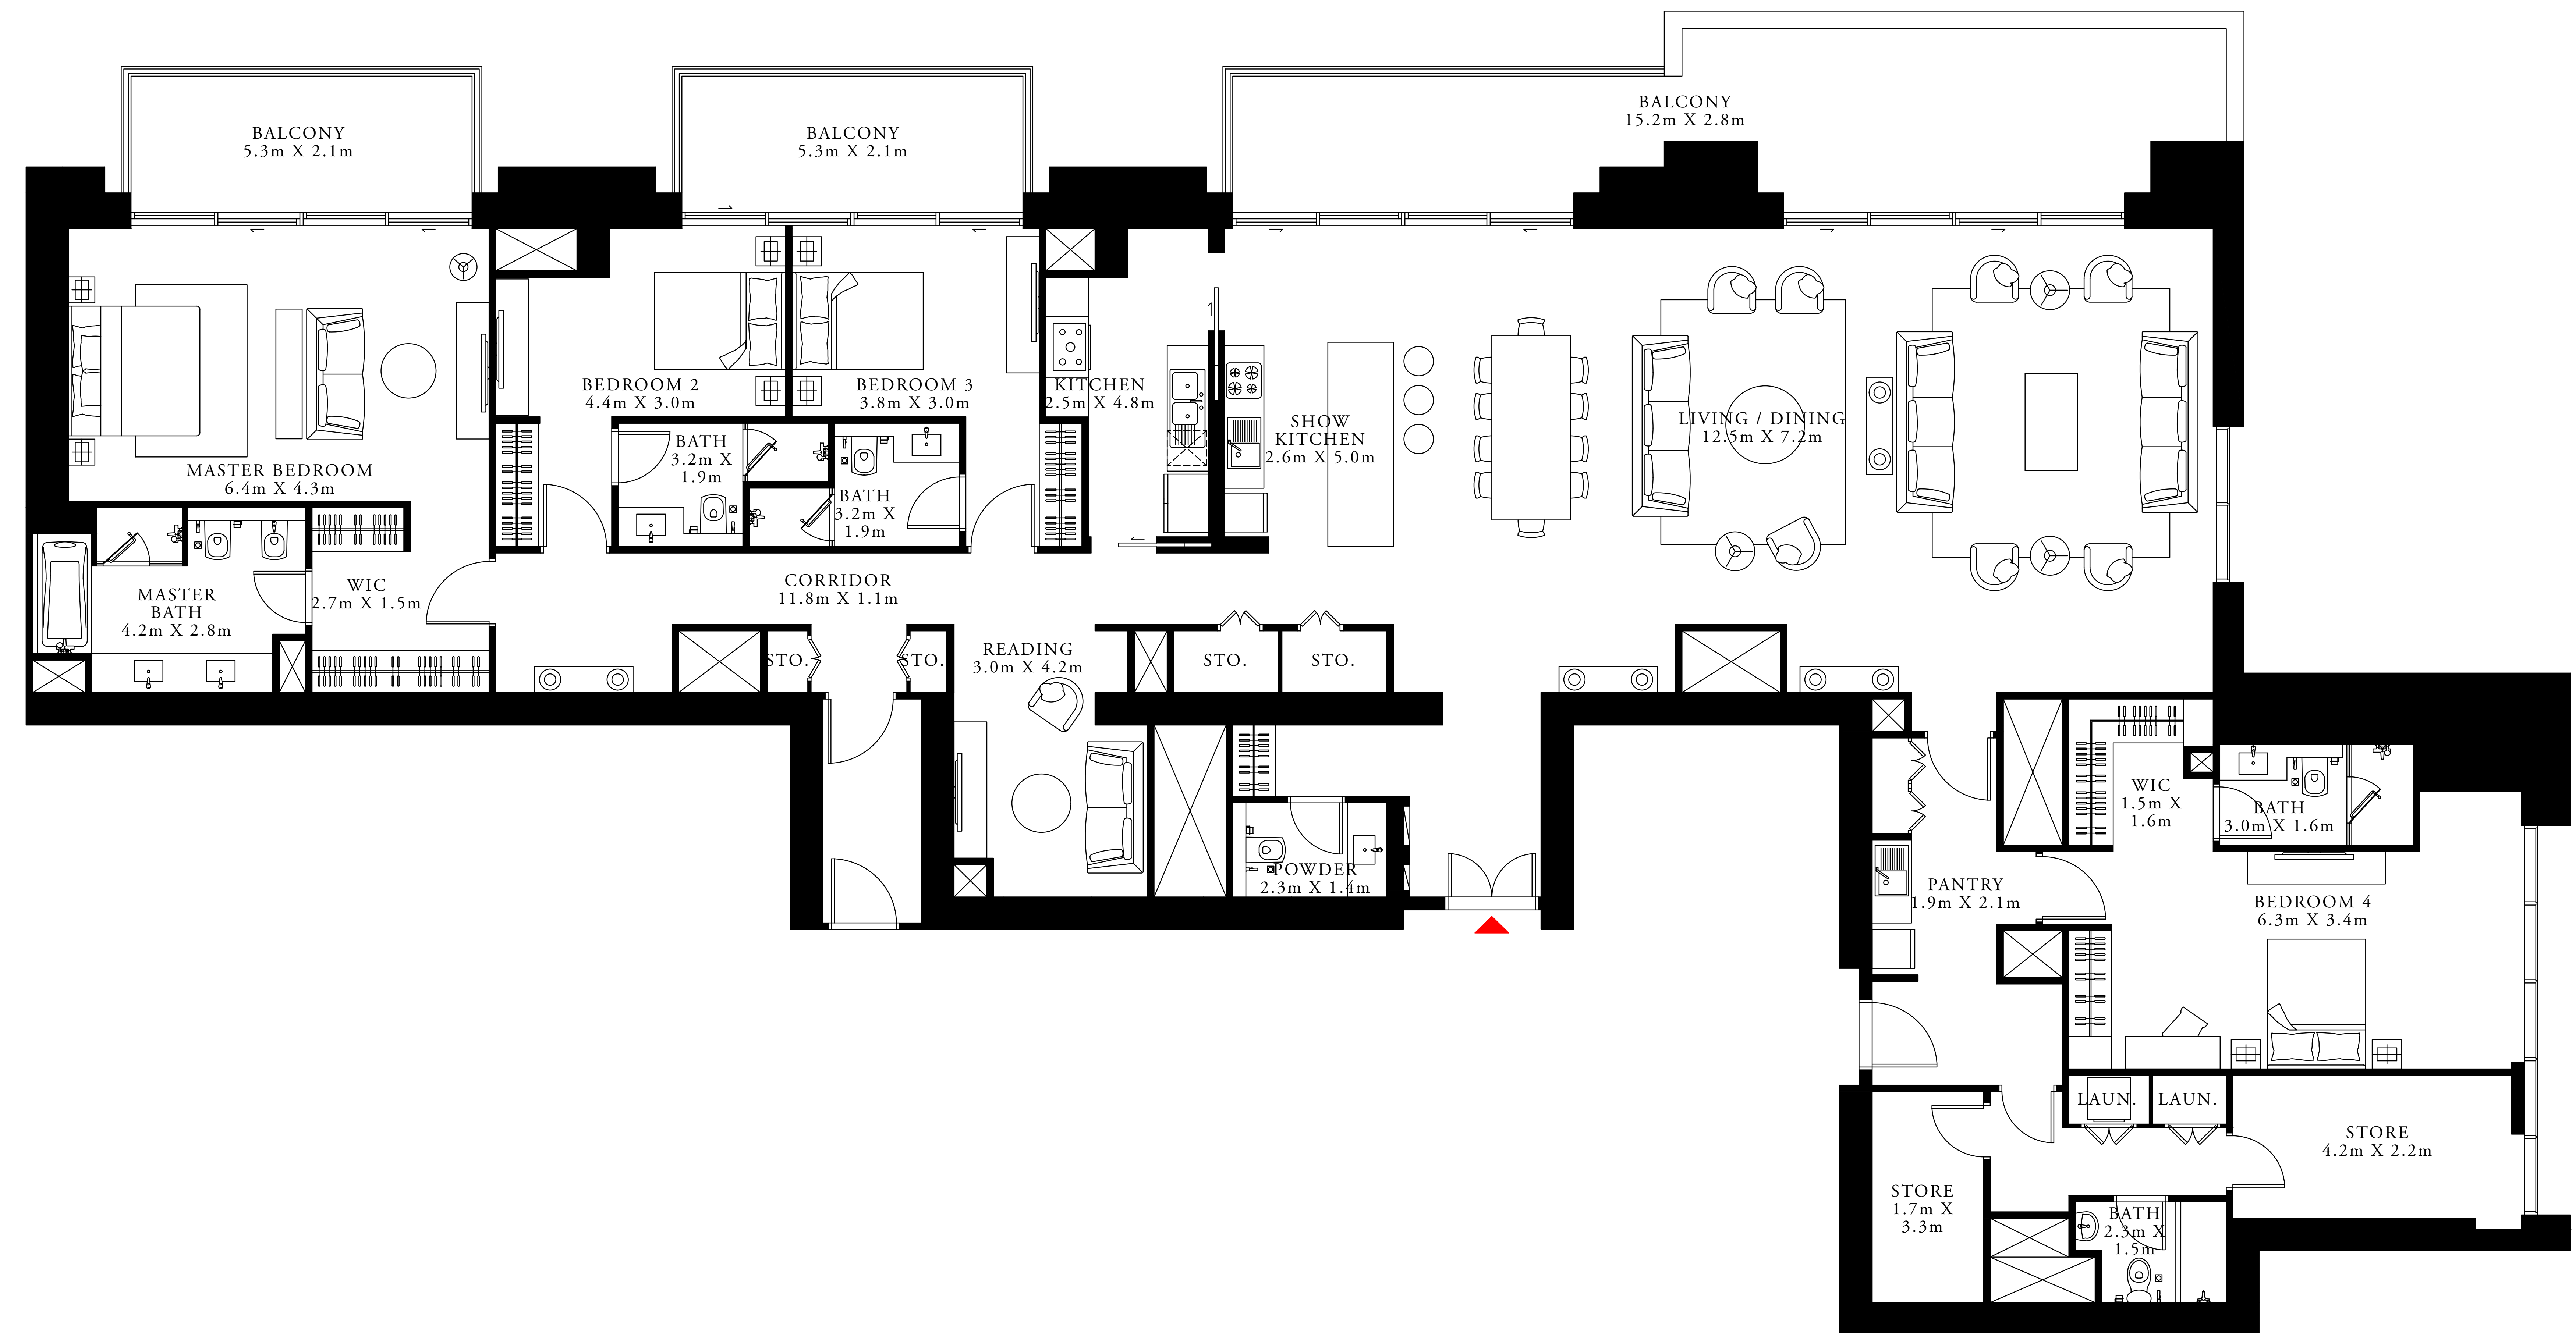 BALCONY
5.3m X 2.1m
BALCONY
5.3m X 2.1m
BALCONY
15.2m X 2.8m
MASTER BEDROOM
6.4m X 4.3m
BEDROOM 2
4.4m X 3.0m
BEDROOM 3
3.8m X 3.0m
KITCHEN
2.5m X 4.8m
SHOW
KITCHEN
2.6m X 5.0m
LIVING / DINING
12.5m X 7.2m
BATH
3.2m X
1.9m
BATH
3.2m X
1.9m
MASTER
BATH
4.2m X 2.8m
WIC
2.7m X 1.5m
CORRIDOR
11.8m X 1.1m
STO.
STO.
READING
3.0m X 4.2m
STO.
STO.
POWDER
2.3m X 1.4m
WIC
1.5m X
1.6m
BATH
3.0m X 1.6m
PANTRY
1.9m X 2.1m
BEDROOM 4
6.3m X 3.4m
LAUN.
LAUN.
STORE
4.2m X 2.2m
STORE
1.7m X
3.3m
BATH
2.3m X
1.5m